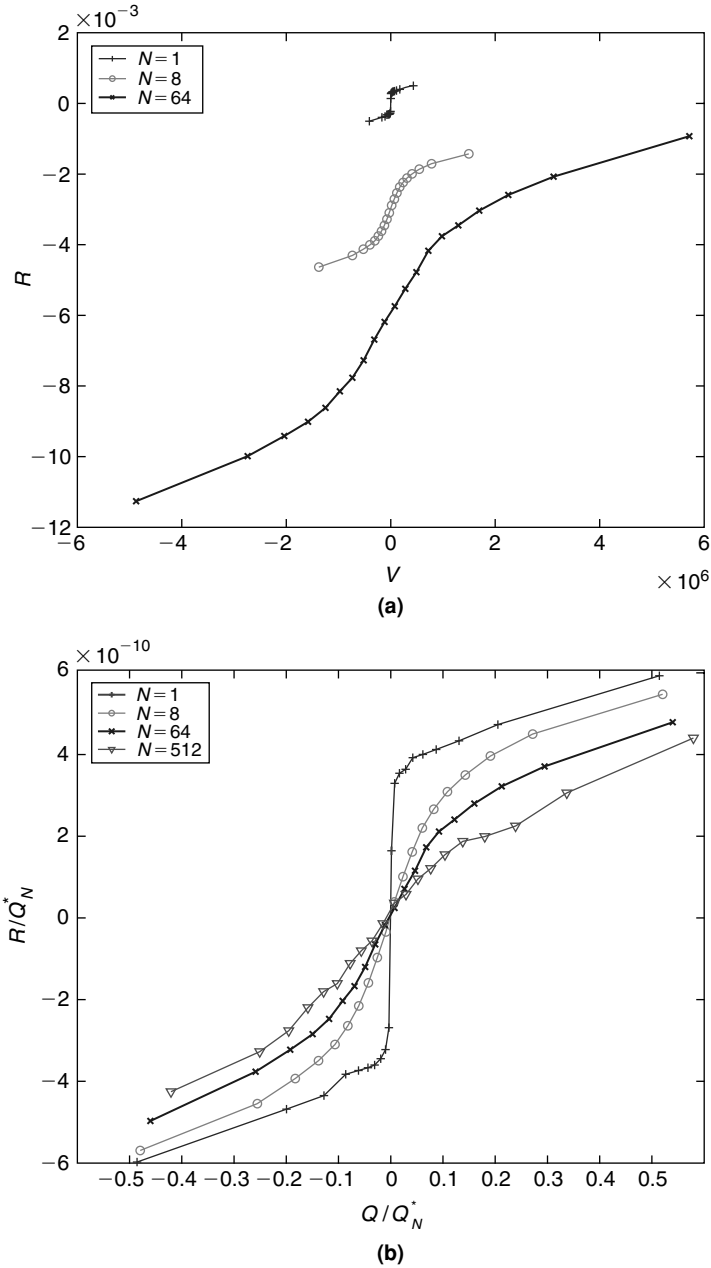 × 10⁻³
2
0
−2
−4
−6
−8
−10
−12
R
N = 1
N = 8
N = 64
−6
−4
−2
0
2
4
6
V
× 10⁶
(a)
× 10⁻¹⁰
6
4
2
0
−2
−4
−6
R/Q*_N
N = 1
N = 8
N = 64
N = 512
−0.5
−0.4
−0.3
−0.2
−0.1
0
0.1
0.2
0.3
0.4
0.5
Q/Q*_N
(b)